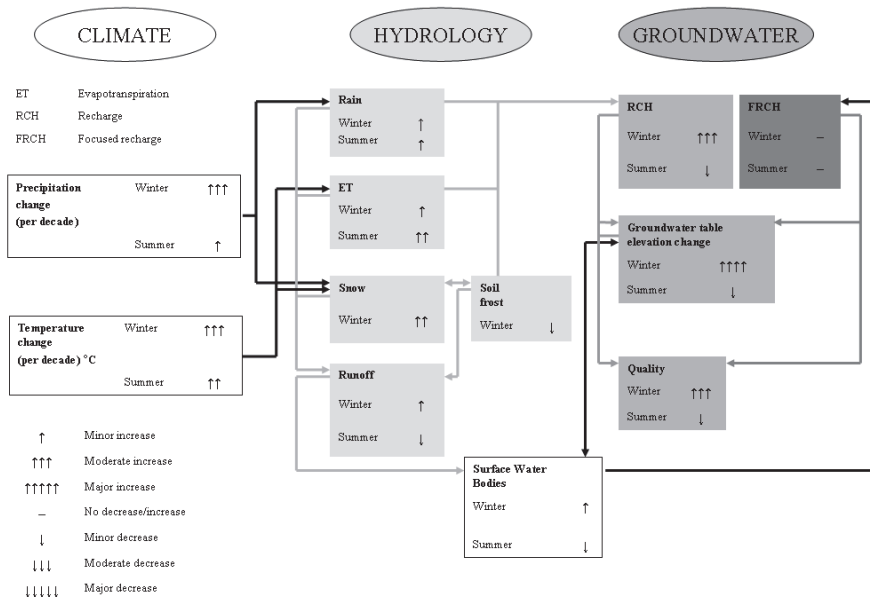 CLIMATE
HYDROLOGY
GROUNDWATER
ET Evapotranspiration
RCH Recharge
FRCH Focused recharge
Precipitation change (per decade)
Winter ↑↑↑
Summer ↑
Temperature change (per decade) °C
Winter ↑↑↑
Summer ↑↑
↑ Minor increase
↑↑↑ Moderate increase
↑↑↑↑↑ Major increase
– No decrease/increase
↓ Minor decrease
↓↓↓ Moderate decrease
↓↓↓↓↓ Major decrease
Rain
Winter ↑
Summer ↑
ET
Winter ↑
Summer ↑↑
Snow
Winter ↑↑
Soil
frost
Winter ↓
Runoff
Winter ↑
Summer ↓
Surface Water
Bodies
Winter ↑
Summer ↓
RCH
Winter ↑↑↑
Summer ↓
FRCH
Winter –
Summer –
Groundwater table
elevation change
Winter ↑↑↑↑
Summer ↓
Quality
Winter ↑↑↑
Summer ↓